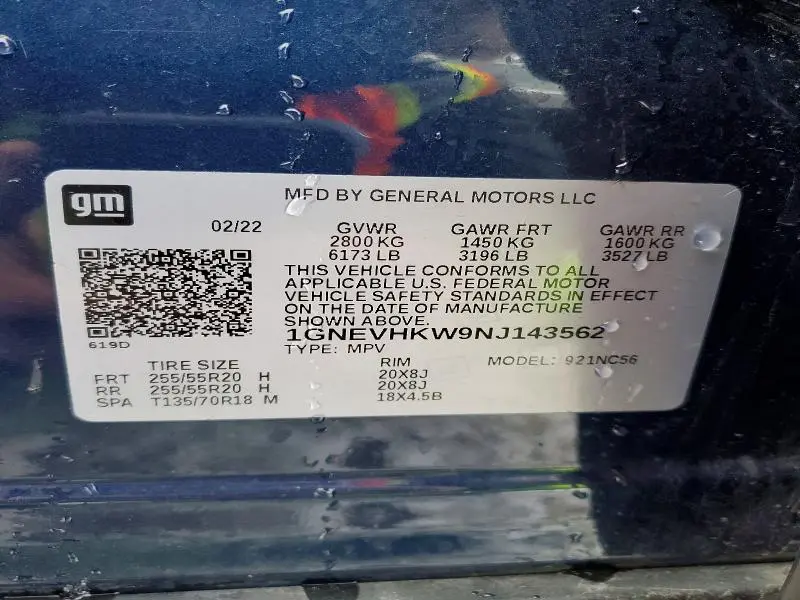 gm
MFD BY GENERAL MOTORS LLC
02/22 GVWR GAWR FRT GAWR RR
2800 KG 1450 KG 1600 KG
6173 LB 3196 LB 3527 LB
THIS VEHICLE CONFORMS TO ALL
APPLICABLE U.S. FEDERAL MOTOR
VEHICLE SAFETY STANDARDS IN EFFECT
ON THE DATE OF MANUFACTURE
SHOWN ABOVE.
1GNEVHKW9NJ143562
619D
TYPE: MPV
TIRE SIZE RIM MODEL: 921NC56
FRT 255/55R20 H 20X8J
RR 255/55R20 H 20X8J
SPA T135/70R18 M 18X4.5B